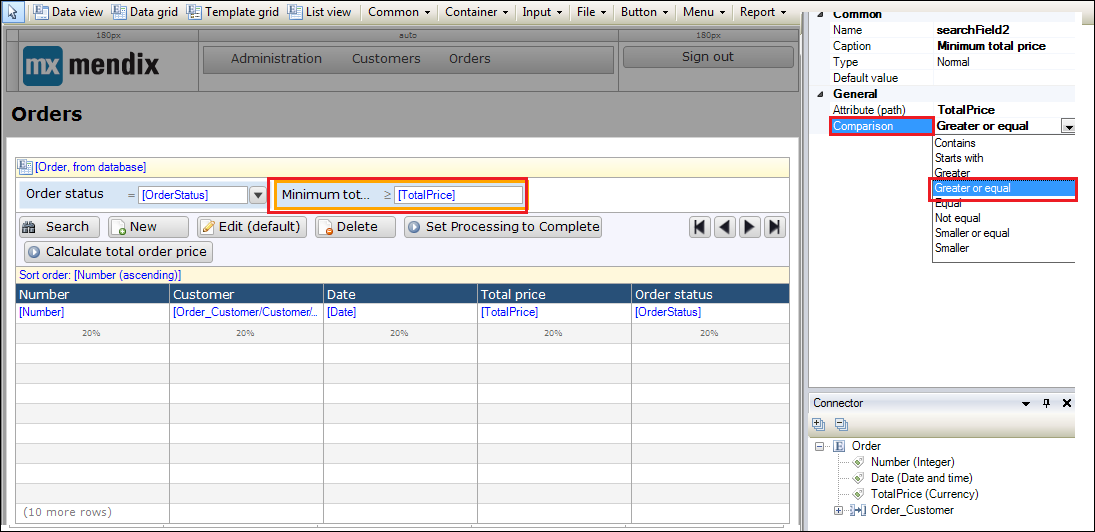 Data view Data grid Template grid List view Common Container Input File Button Menu Report
180px auto 180px
mx mendix Administration Customers Orders Sign out
Orders
[Order, from database]
Order status = [OrderStatus] Minimum tot... ≥ [TotalPrice]
Search New Edit (default) Delete Set Processing to Complete
Calculate total order price
Sort order: [Number (ascending)]
Number Customer Date Total price Order status
[Number] [Order_Customer/Customer/... [Date] [TotalPrice] [OrderStatus]
20% 20% 20% 20% 20%
(10 more rows)
Common
Name searchField2
Caption Minimum total price
Type Normal
Default value
General
Attribute (path) TotalPrice
Comparison Greater or equal
Contains
Starts with
Greater
Greater or equal
Equal
Not equal
Smaller or equal
Smaller
Connector
E Order
Number (Integer)
Date (Date and time)
TotalPrice (Currency)
Order_Customer